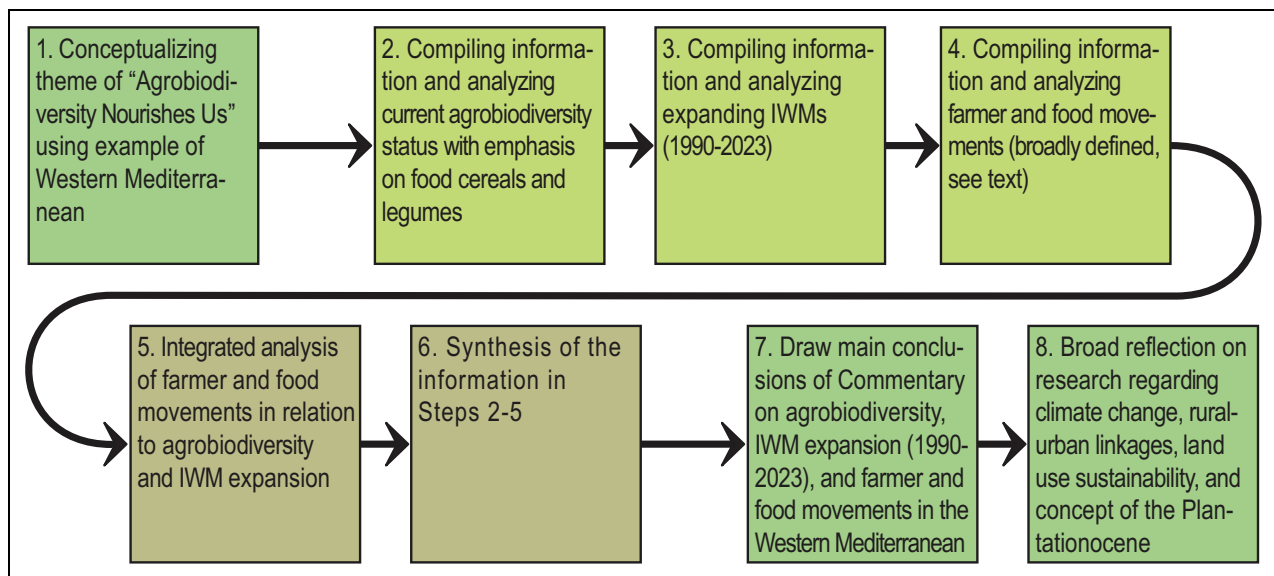 1. Conceptualizing
theme of “Agrobiodi-
versity Nourishes Us”
using example of
Western Mediterra-
nean
2. Compiling informa-
tion and analyzing
current agrobiodiversity
status with emphasis
on food cereals and
legumes
3. Compiling informa-
tion and analyzing
expanding IWMs
(1990-2023)
4. Compiling informa-
tion and analyzing
farmer and food move-
ments (broadly defined,
see text)
5. Integrated analysis
of farmer and food
movements in relation
to agrobiodiversity
and IWM expansion
6. Synthesis of the
information in
Steps 2-5
7. Draw main conclu-
sions of Commentary
on agrobiodiversity,
IWM expansion (1990-
2023), and farmer and
food movements in the
Western Mediterranean
8. Broad reflection on
research regarding
climate change, rural-
urban linkages, land
use sustainability, and
concept of the Plan-
tationocene